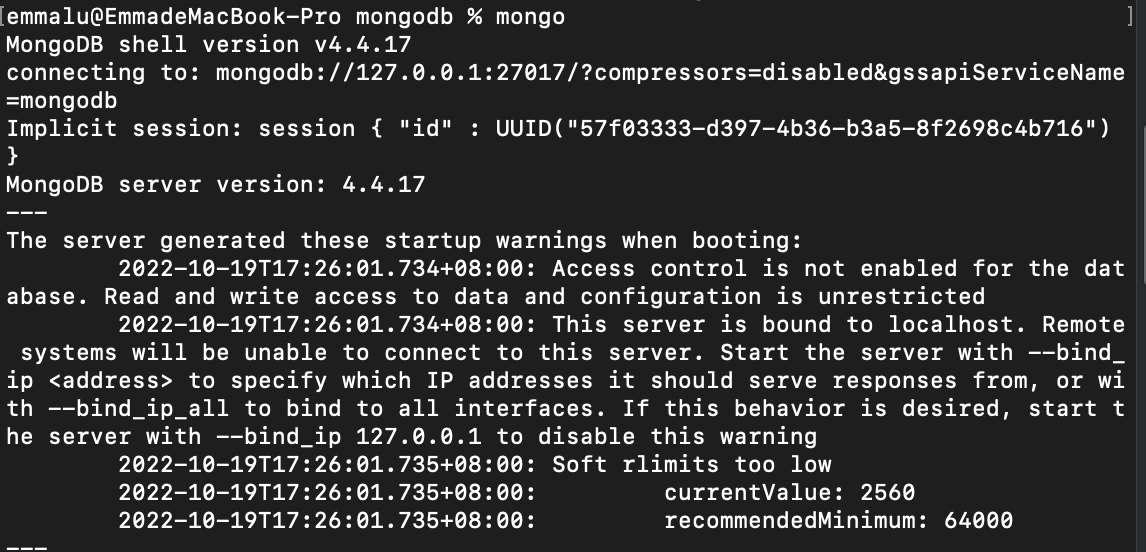 [emmalu@EmmadeMacBook-Pro mongodb % mongo ]
MongoDB shell version v4.4.17
connecting to: mongodb://127.0.0.1:27017/?compressors=disabled&gssapiServiceName
=mongodb
Implicit session: session { "id" : UUID("57f03333-d397-4b36-b3a5-8f2698c4b716")
}
MongoDB server version: 4.4.17
---
The server generated these startup warnings when booting:
        2022-10-19T17:26:01.734+08:00: Access control is not enabled for the dat
abase. Read and write access to data and configuration is unrestricted
        2022-10-19T17:26:01.734+08:00: This server is bound to localhost. Remote
 systems will be unable to connect to this server. Start the server with --bind_
ip <address> to specify which IP addresses it should serve responses from, or wi
th --bind_ip_all to bind to all interfaces. If this behavior is desired, start t
he server with --bind_ip 127.0.0.1 to disable this warning
        2022-10-19T17:26:01.735+08:00: Soft rlimits too low
        2022-10-19T17:26:01.735+08:00:         currentValue: 2560
        2022-10-19T17:26:01.735+08:00:         recommendedMinimum: 64000
---